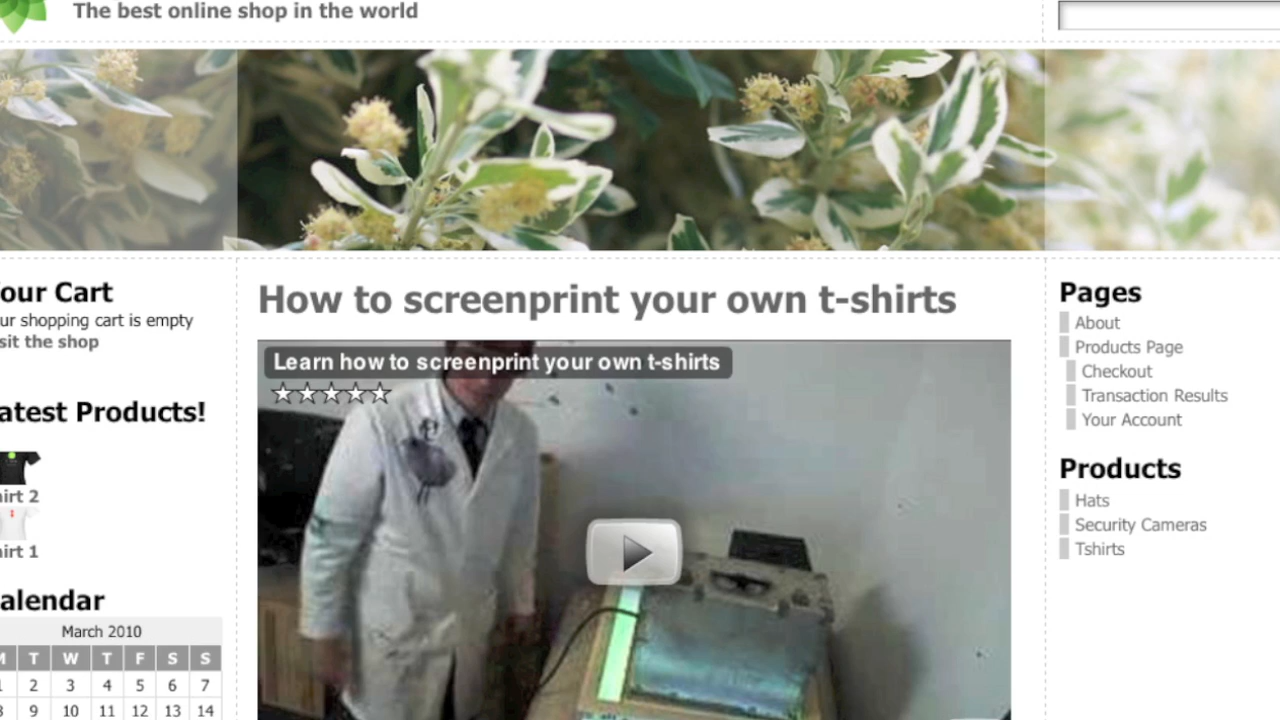 The best online shop in the world
our Cart
ur shopping cart is empty
sit the shop
atest Products!
hirt 2
hirt 1
alendar
March 2010
M T W T F S S
1 2 3 4 5 6 7
8 9 10 11 12 13 14
How to screenprint your own t-shirts
Learn how to screenprint your own t-shirts
Pages
About
Products Page
Checkout
Transaction Results
Your Account
Products
Hats
Security Cameras
Tshirts